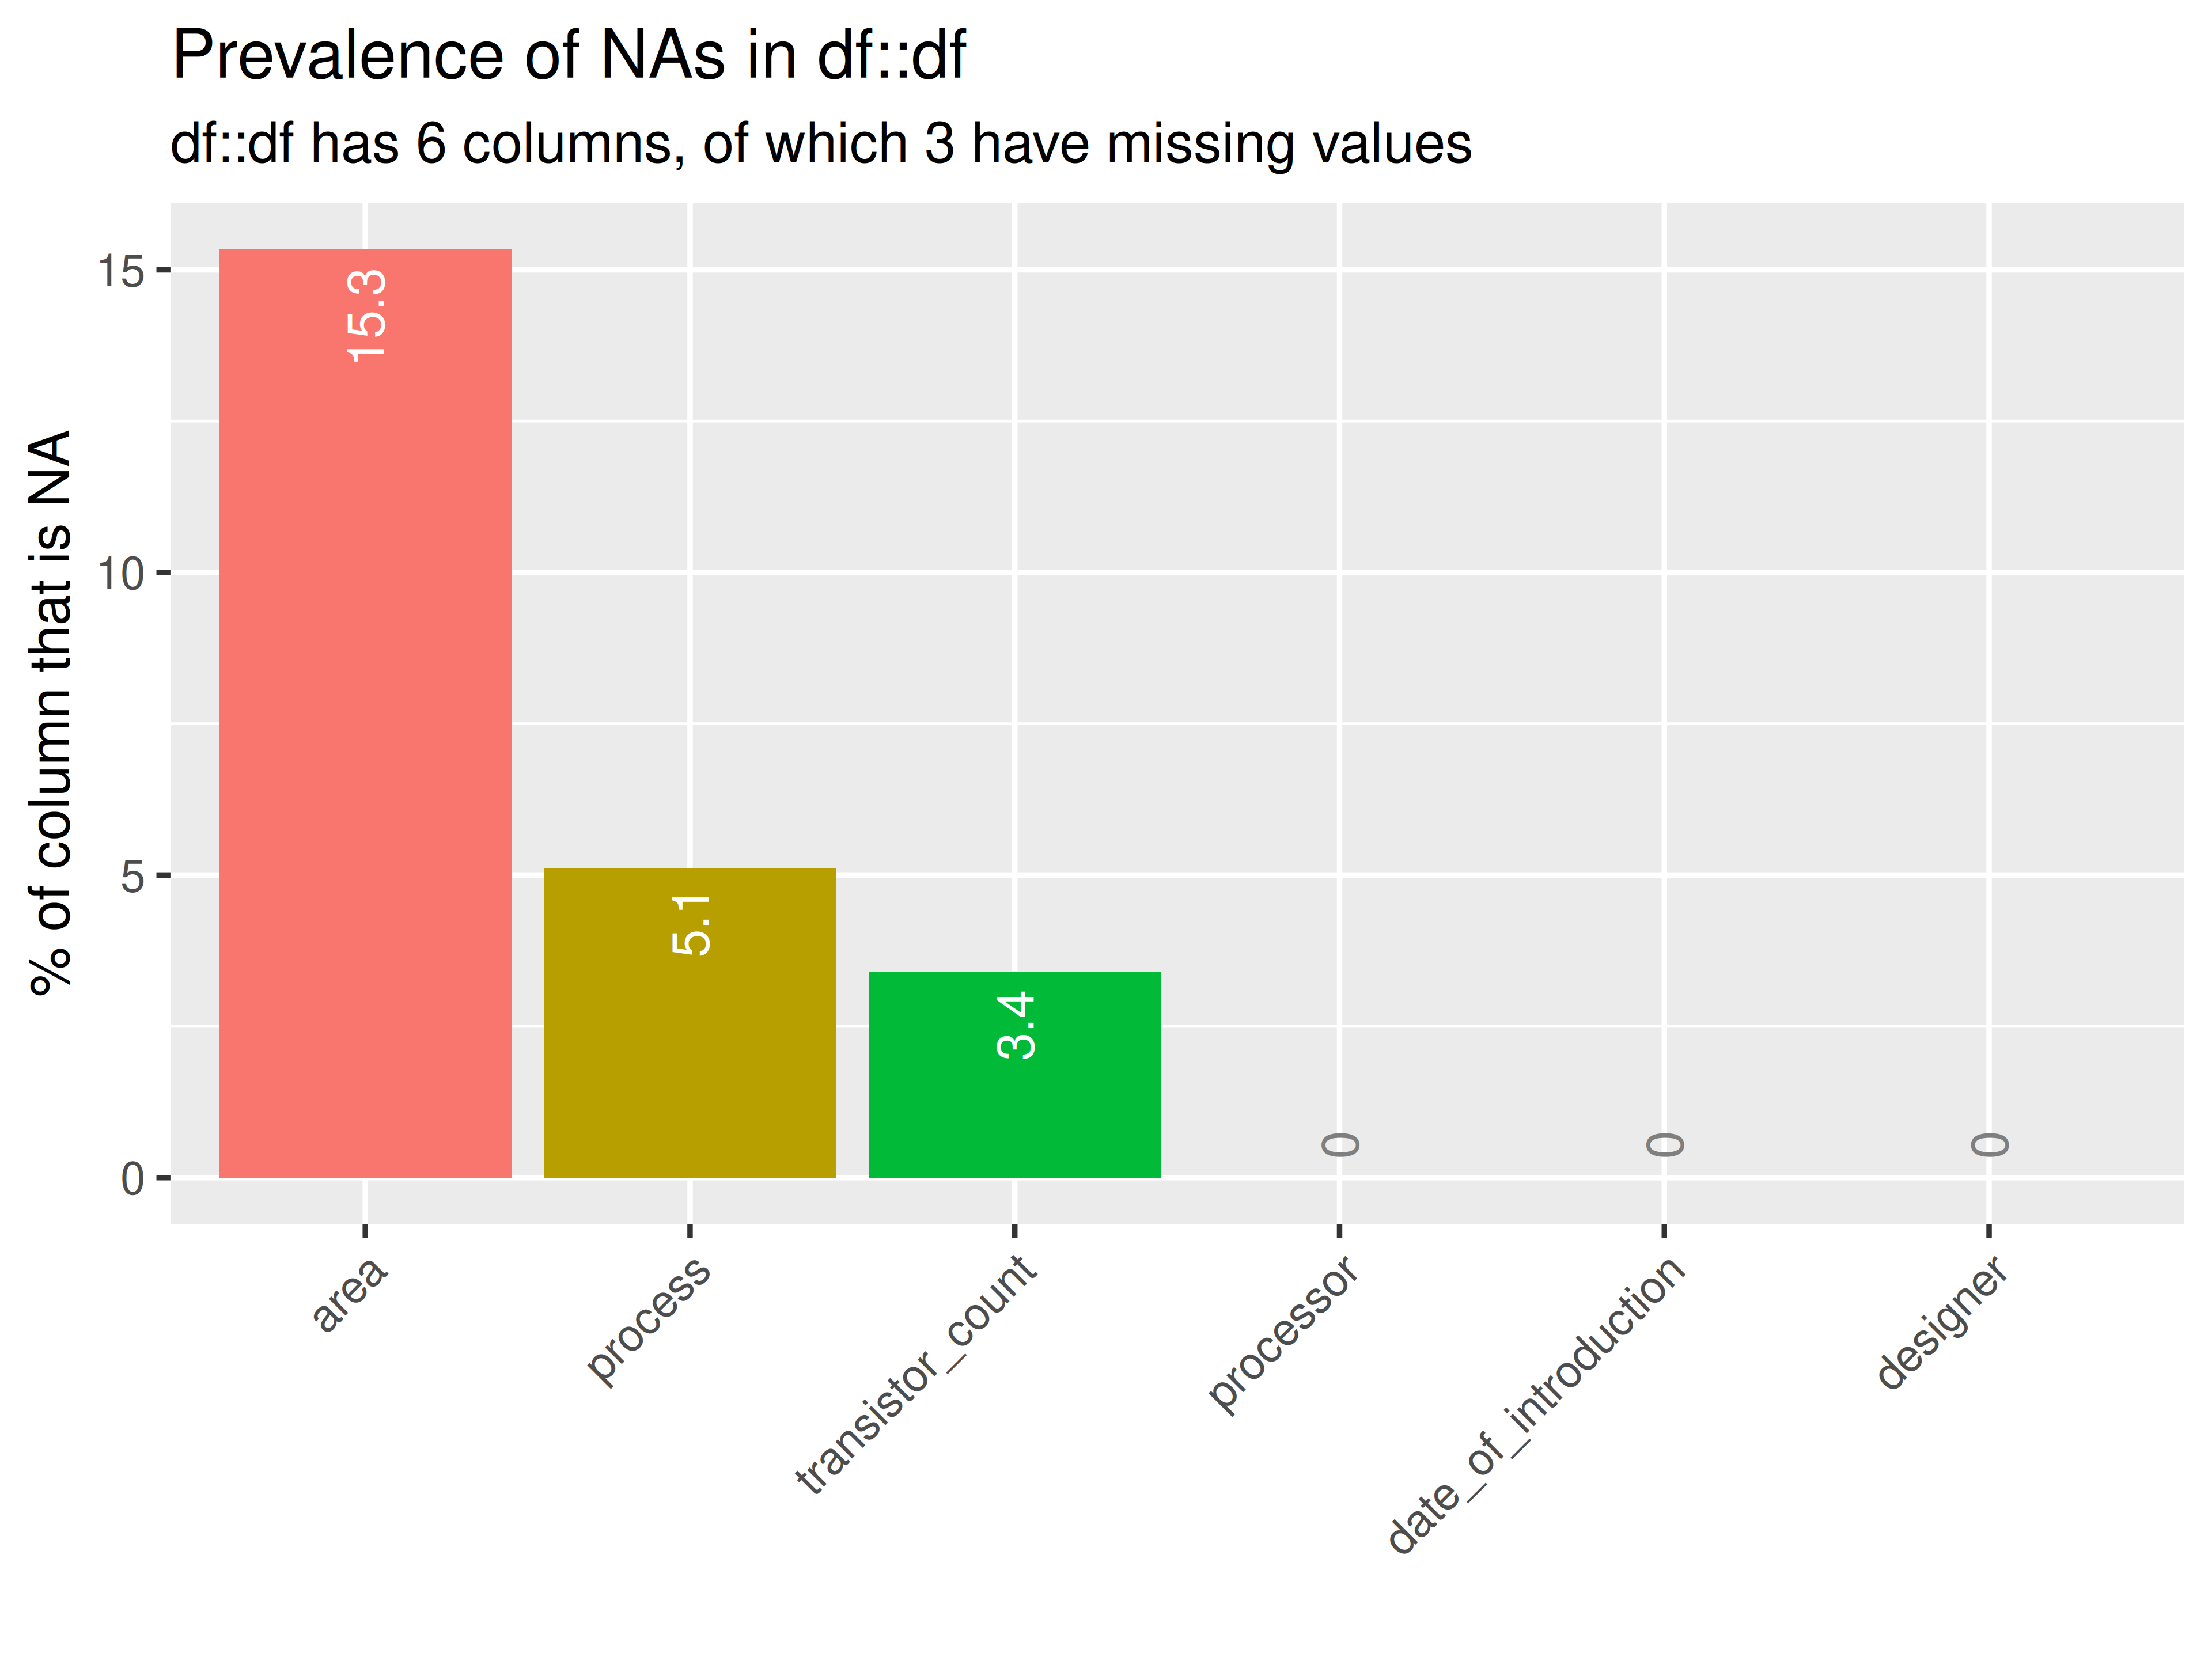 Prevalence of NAs in df::df
df::df has 6 columns, of which 3 have missing values
% of column that is NA
15
10
5
0
15.3
5.1
3.4
0
0
0
area
process
transistor_count
processor
date_of_introduction
designer